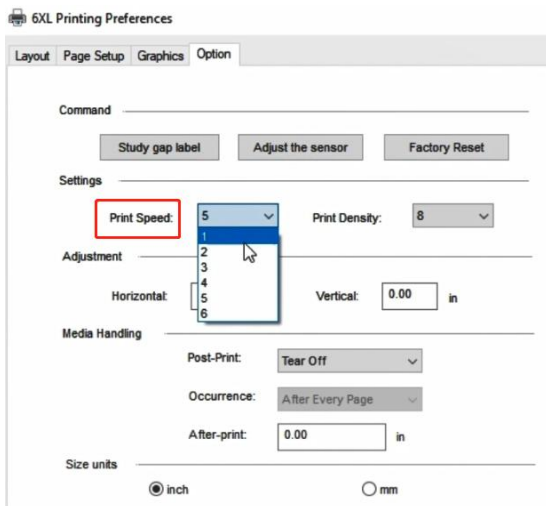 6XL Printing Preferences
Layout Page Setup Graphics Option
Command
Study gap label Adjust the sensor Factory Reset
Settings
Print Speed: 5 Print Density: 8
1
2
3
4
5
6
Adjustment
Horizontal: Vertical: 0.00 in
Media Handling
Post-Print: Tear Off
Occurrence: After Every Page
After-print: 0.00 in
Size units
inch mm